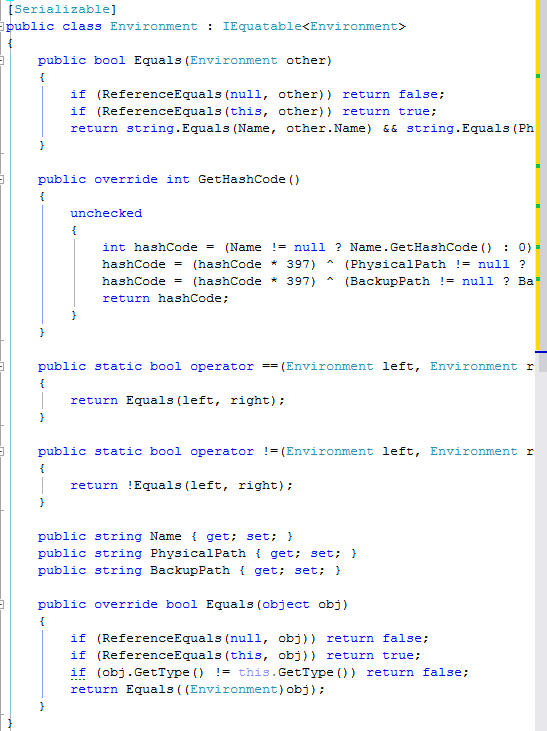 [Serializable]
public class Environment : IEquatable<Environment>
{
    public bool Equals(Environment other)
    {
        if (ReferenceEquals(null, other)) return false;
        if (ReferenceEquals(this, other)) return true;
        return string.Equals(Name, other.Name) && string.Equals(Ph
    }

    public override int GetHashCode()
    {
        unchecked
        {
            int hashCode = (Name != null ? Name.GetHashCode() : 0)
            hashCode = (hashCode * 397) ^ (PhysicalPath != null ?
            hashCode = (hashCode * 397) ^ (BackupPath != null ? Ba
            return hashCode;
        }
    }

    public static bool operator ==(Environment left, Environment r
    {
        return Equals(left, right);
    }

    public static bool operator !=(Environment left, Environment r
    {
        return !Equals(left, right);
    }

    public string Name { get; set; }
    public string PhysicalPath { get; set; }
    public string BackupPath { get; set; }

    public override bool Equals(object obj)
    {
        if (ReferenceEquals(null, obj)) return false;
        if (ReferenceEquals(this, obj)) return true;
        if (obj.GetType() != this.GetType()) return false;
        return Equals((Environment)obj);
    }
}